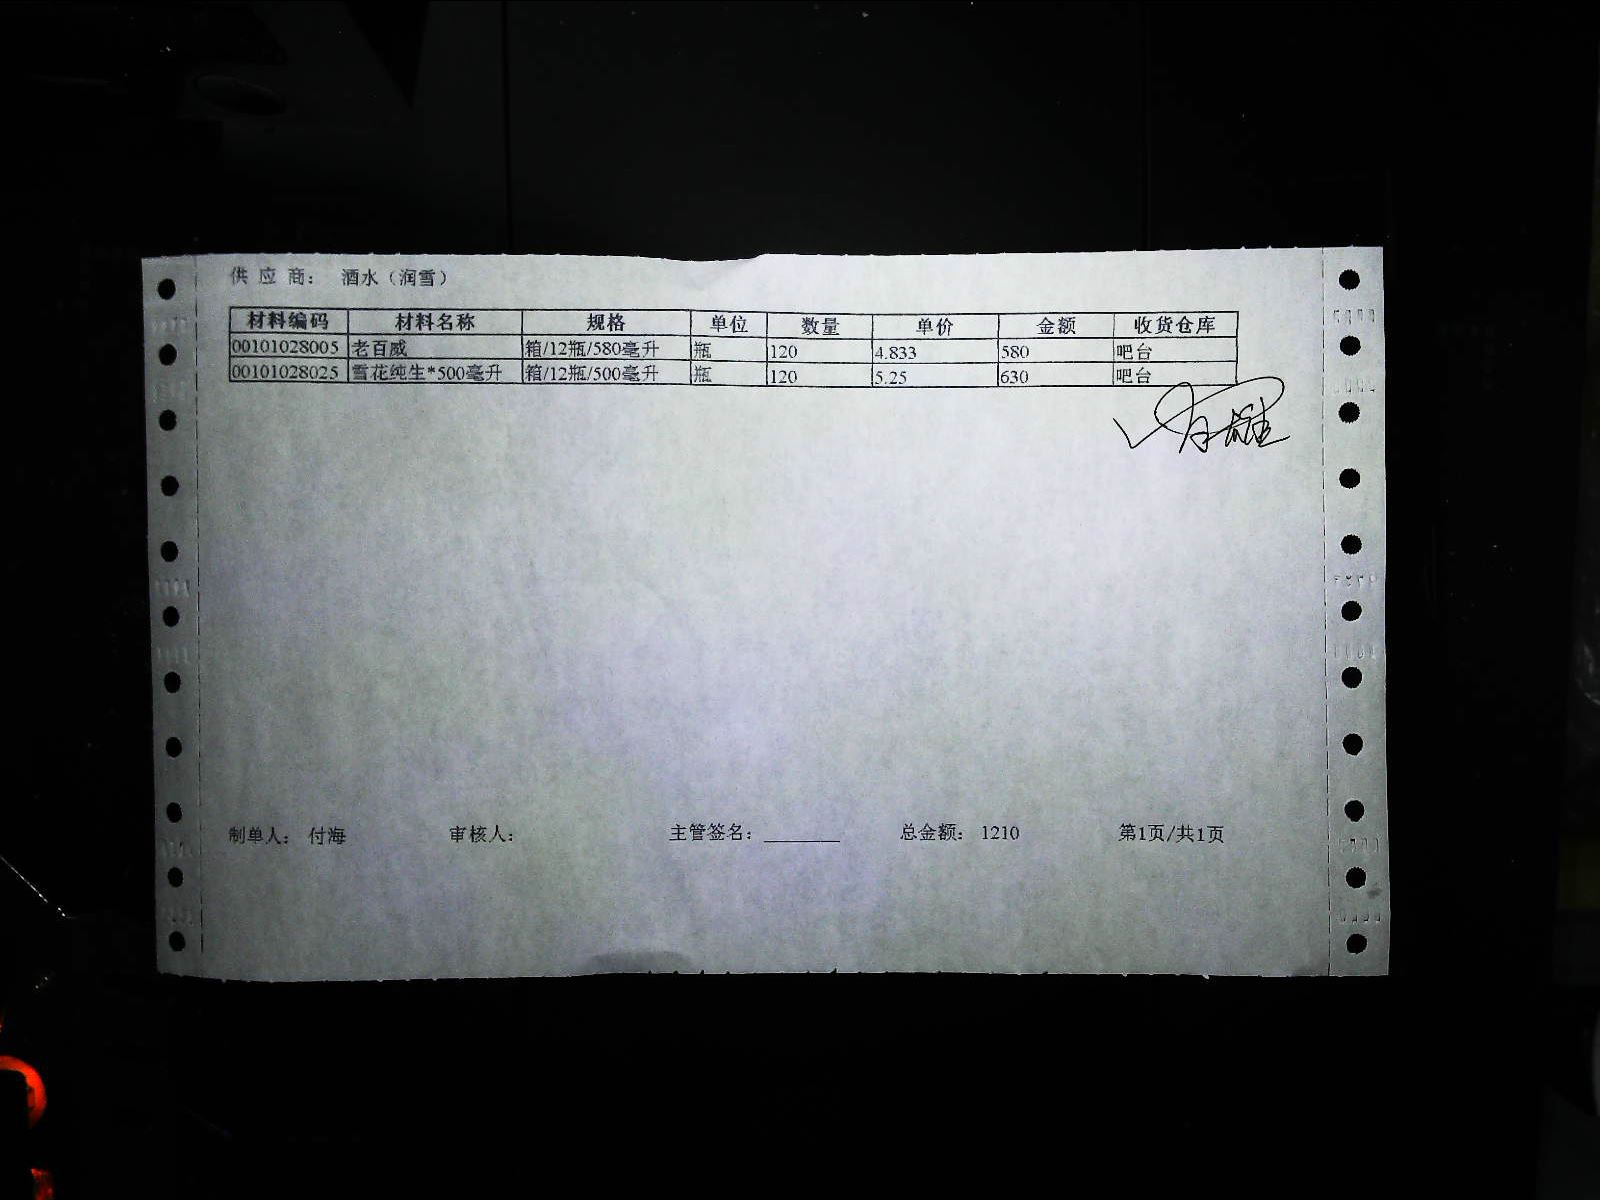 供 应 商： 酒水（润雪）
材料编码 材料名称 规格 单位 数量 单价 金额 收货仓库
00101028005 老百威 箱/12瓶/580毫升 瓶 120 4.833 580 吧台
00101028025 雪花纯生*500毫升 箱/12瓶/500毫升 瓶 120 5.25 630 吧台
制单人： 付海 审核人： 主管签名：________ 总金额： 1210 第1页/共1页